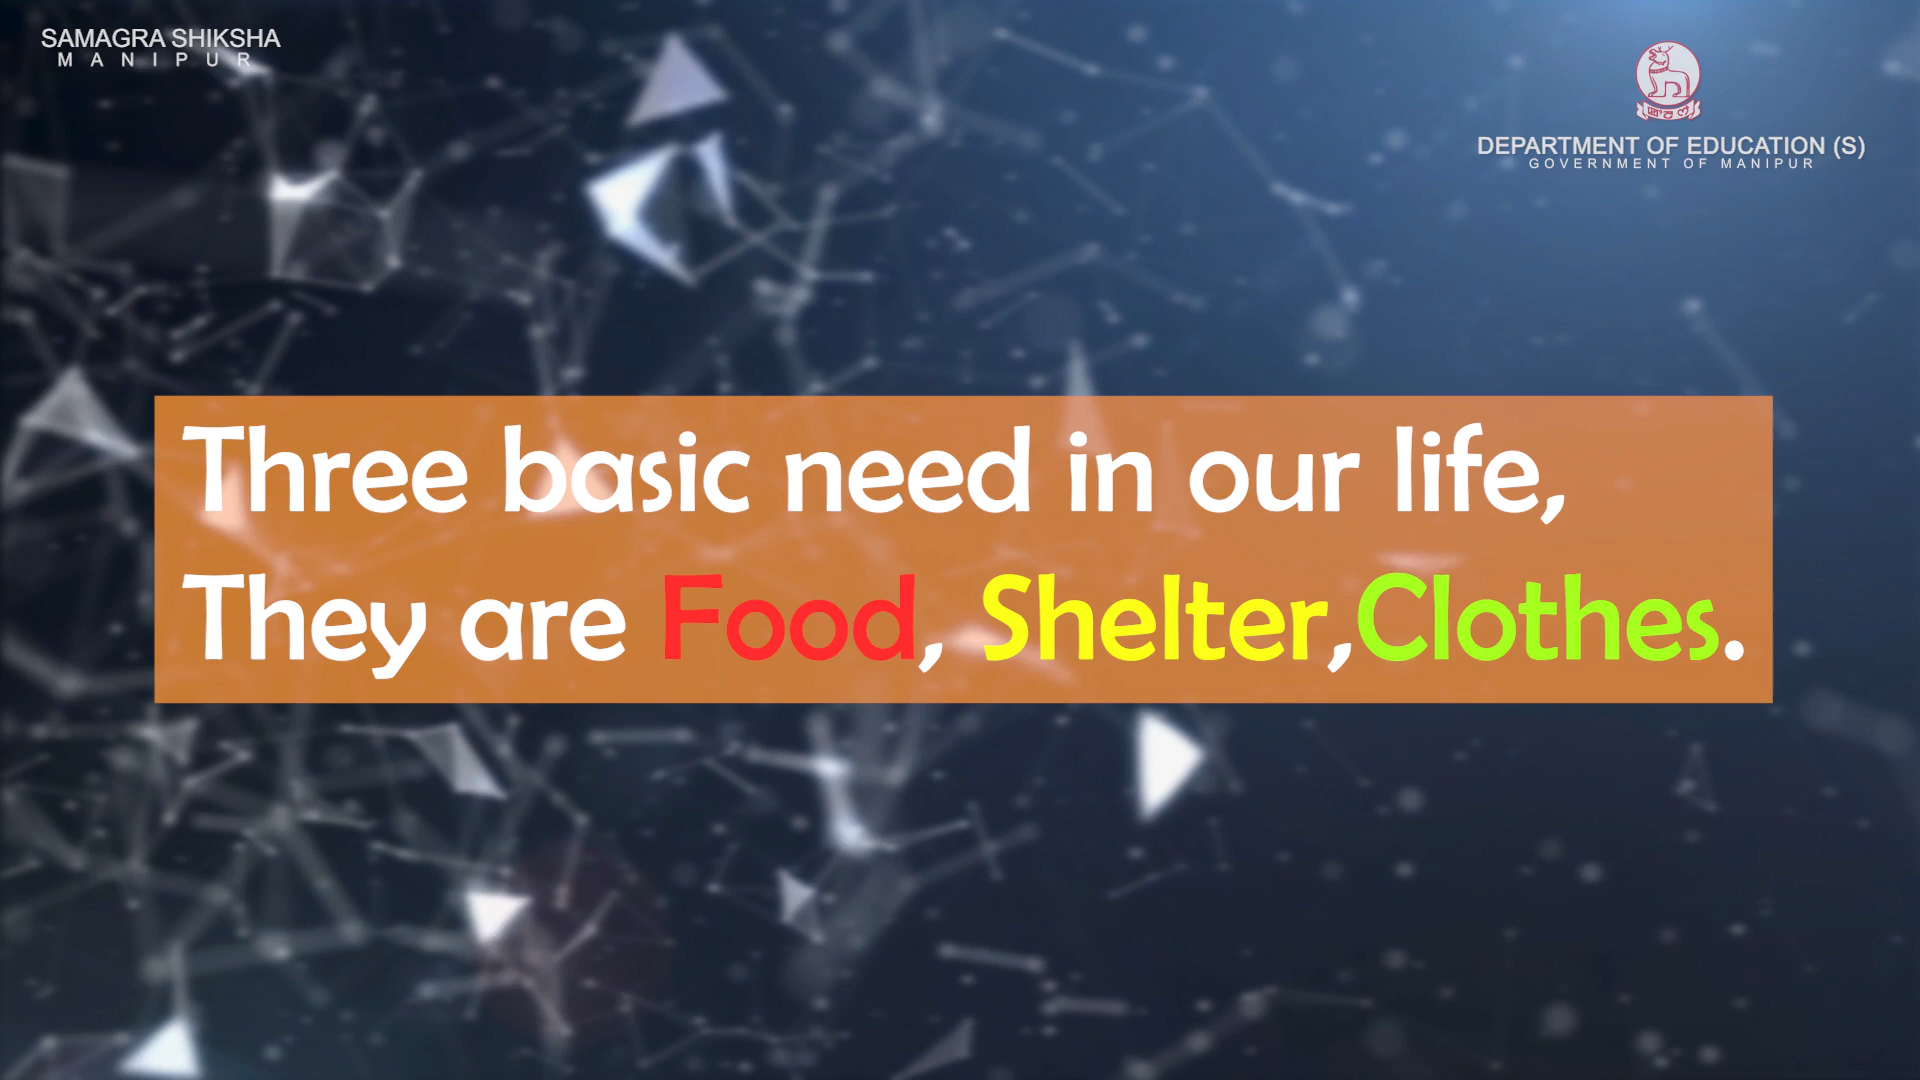 SAMAGRA SHIKSHA
MANIPUR
DEPARTMENT OF EDUCATION (S)
GOVERNMENT OF MANIPUR
Three basic need in our life,
They are Food, Shelter,Clothes.